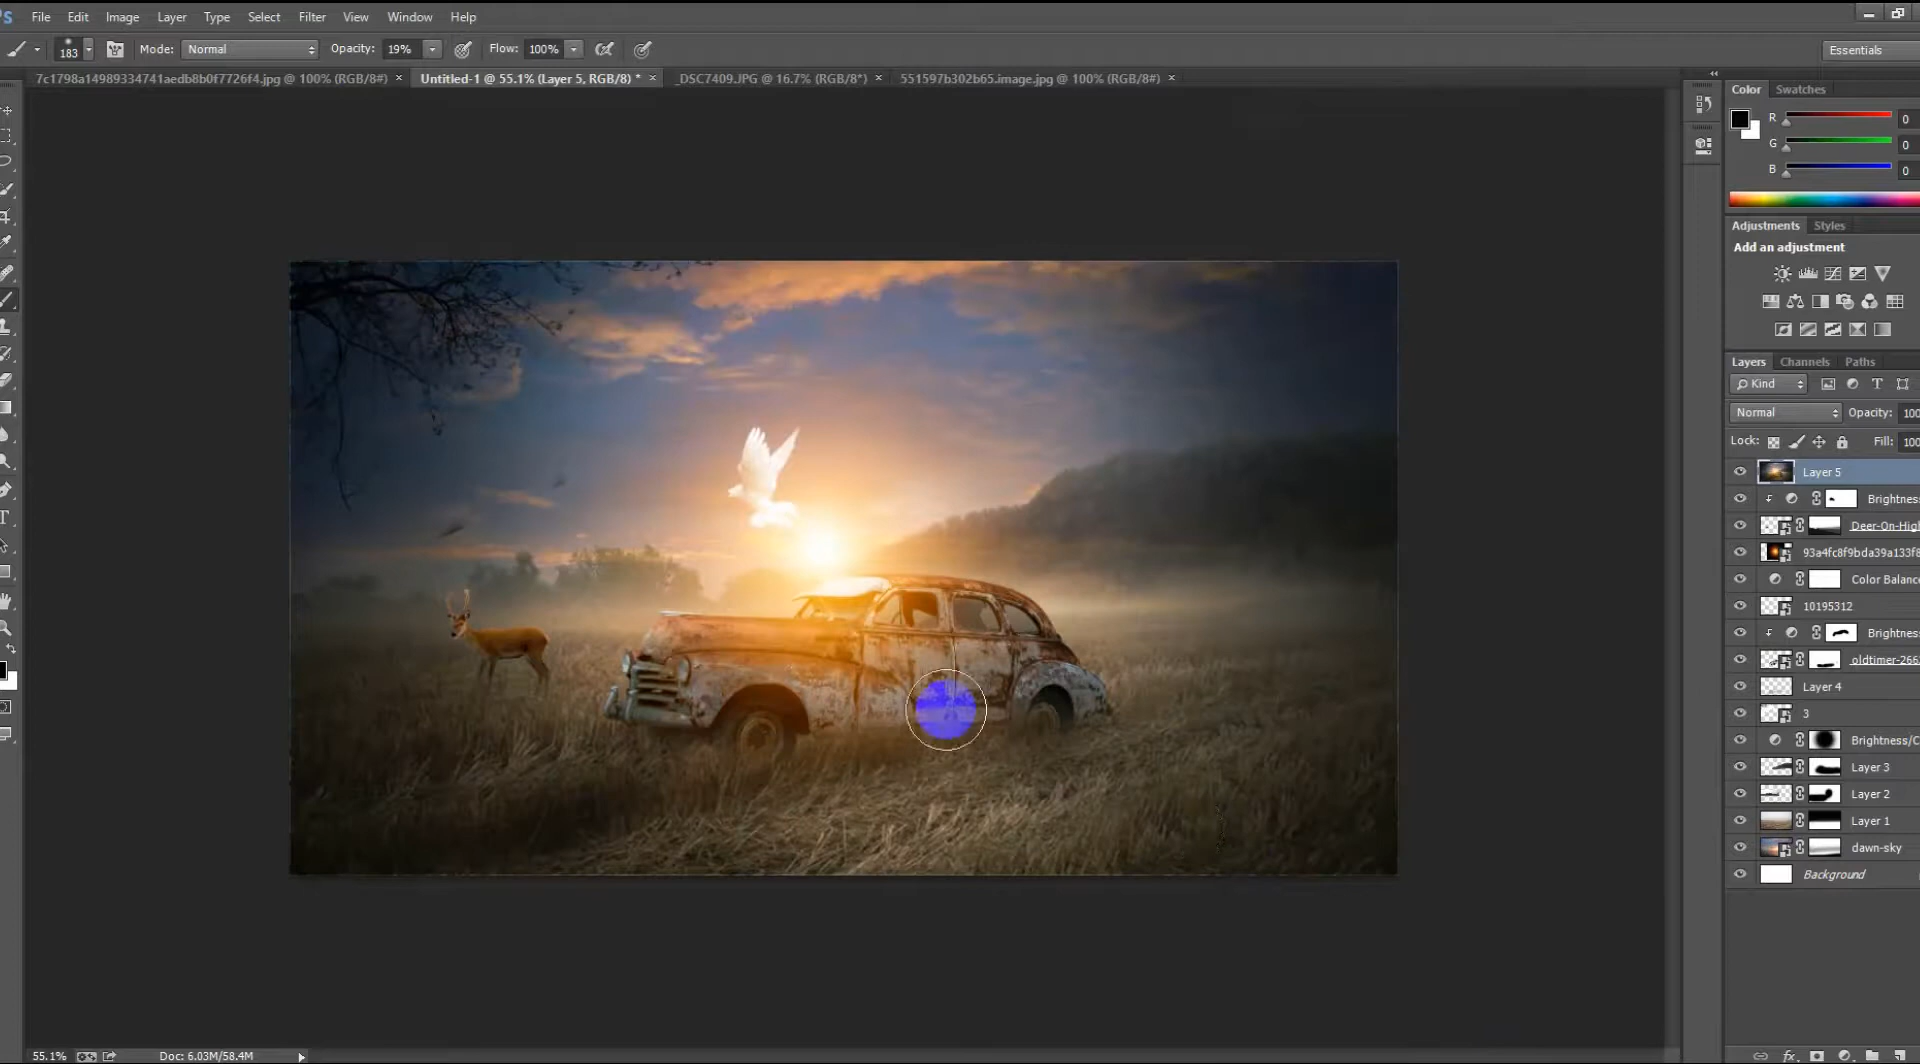 File Edit Image Layer Type Select Filter View Window Help
183 Mode: Normal Opacity: 19% Flow: 100% Essentials
7c1798a14989334741aedb8b0f7726f4.jpg @ 100% (RGB/8#) × Untitled-1 @ 55.1% (Layer 5, RGB/8) * × _DSC7409.JPG @ 16.7% (RGB/8*) × 551597b302b65.image.jpg @ 100% (RGB/8#) ×
Color Swatches
R 0
G 0
B 0
Adjustments Styles
Add an adjustment
Layers Channels Paths
Kind
Normal Opacity: 100
Lock: Fill: 100
Layer 5
Brightnes
Deer-On-Hig
93a4fc8f9bda39a133f8
Color Balanc
10195312
Brightnes
oldtimer-266
Layer 4
3
Brightness/C
Layer 3
Layer 2
Layer 1
dawn-sky
Background
55.1% Doc: 6.03M/58.4M